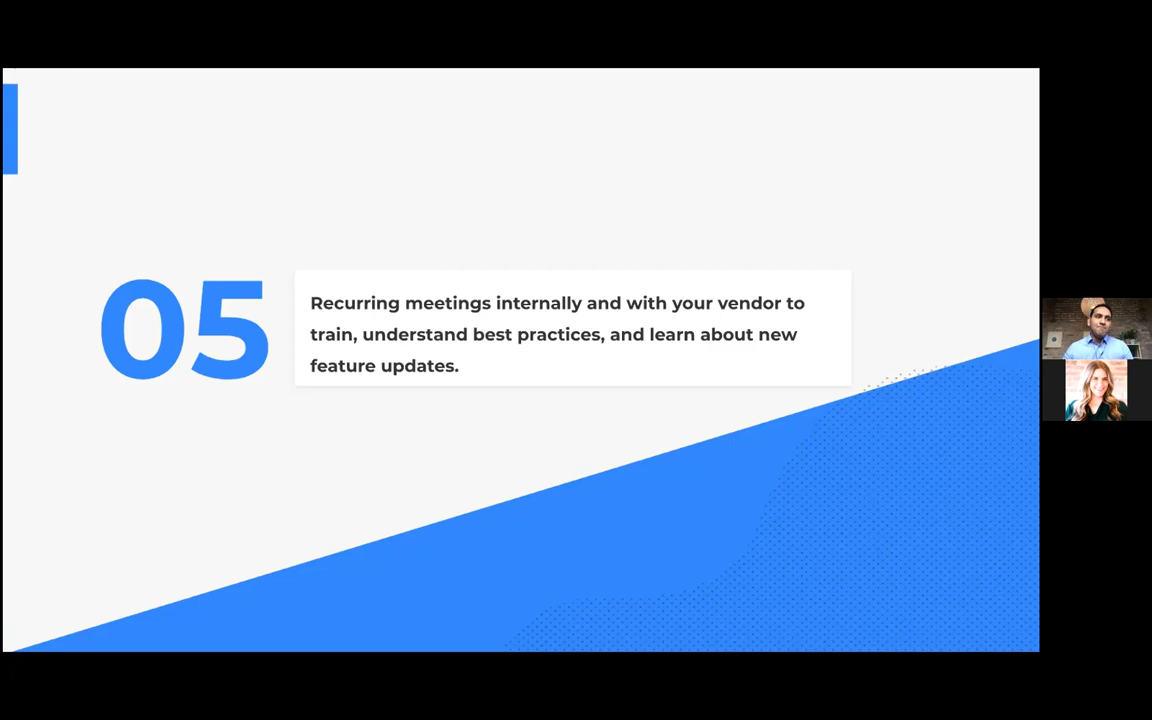 05
Recurring meetings internally and with your vendor to
train, understand best practices, and learn about new
feature updates.